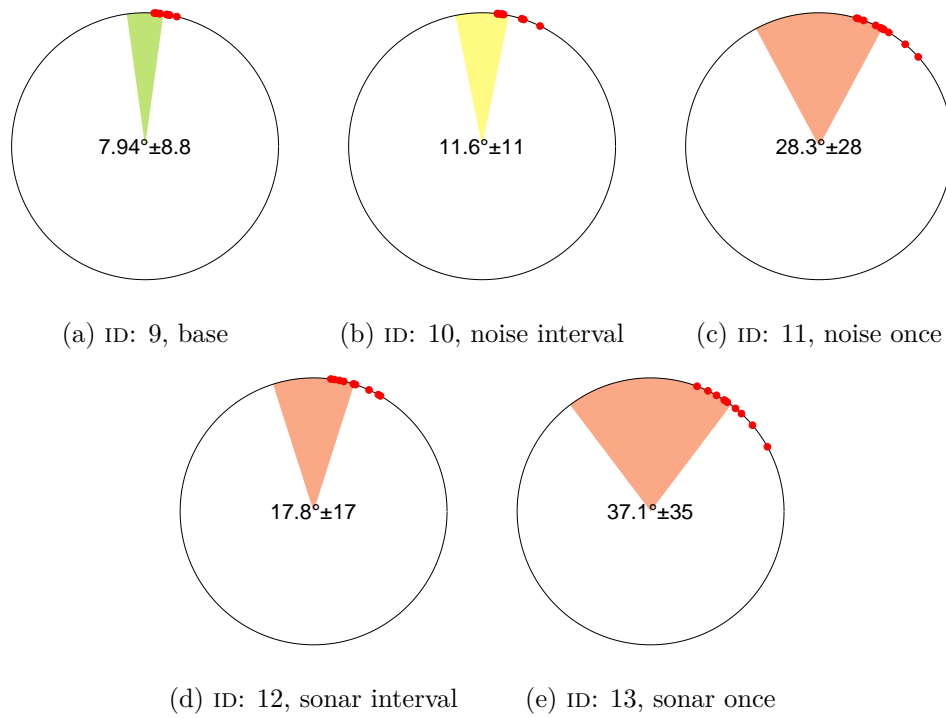 7.94°±8.8
11.6°±11
28.3°±28
(a) ID: 9, base
(b) ID: 10, noise interval
(c) ID: 11, noise once
17.8°±17
37.1°±35
(d) ID: 12, sonar interval
(e) ID: 13, sonar once